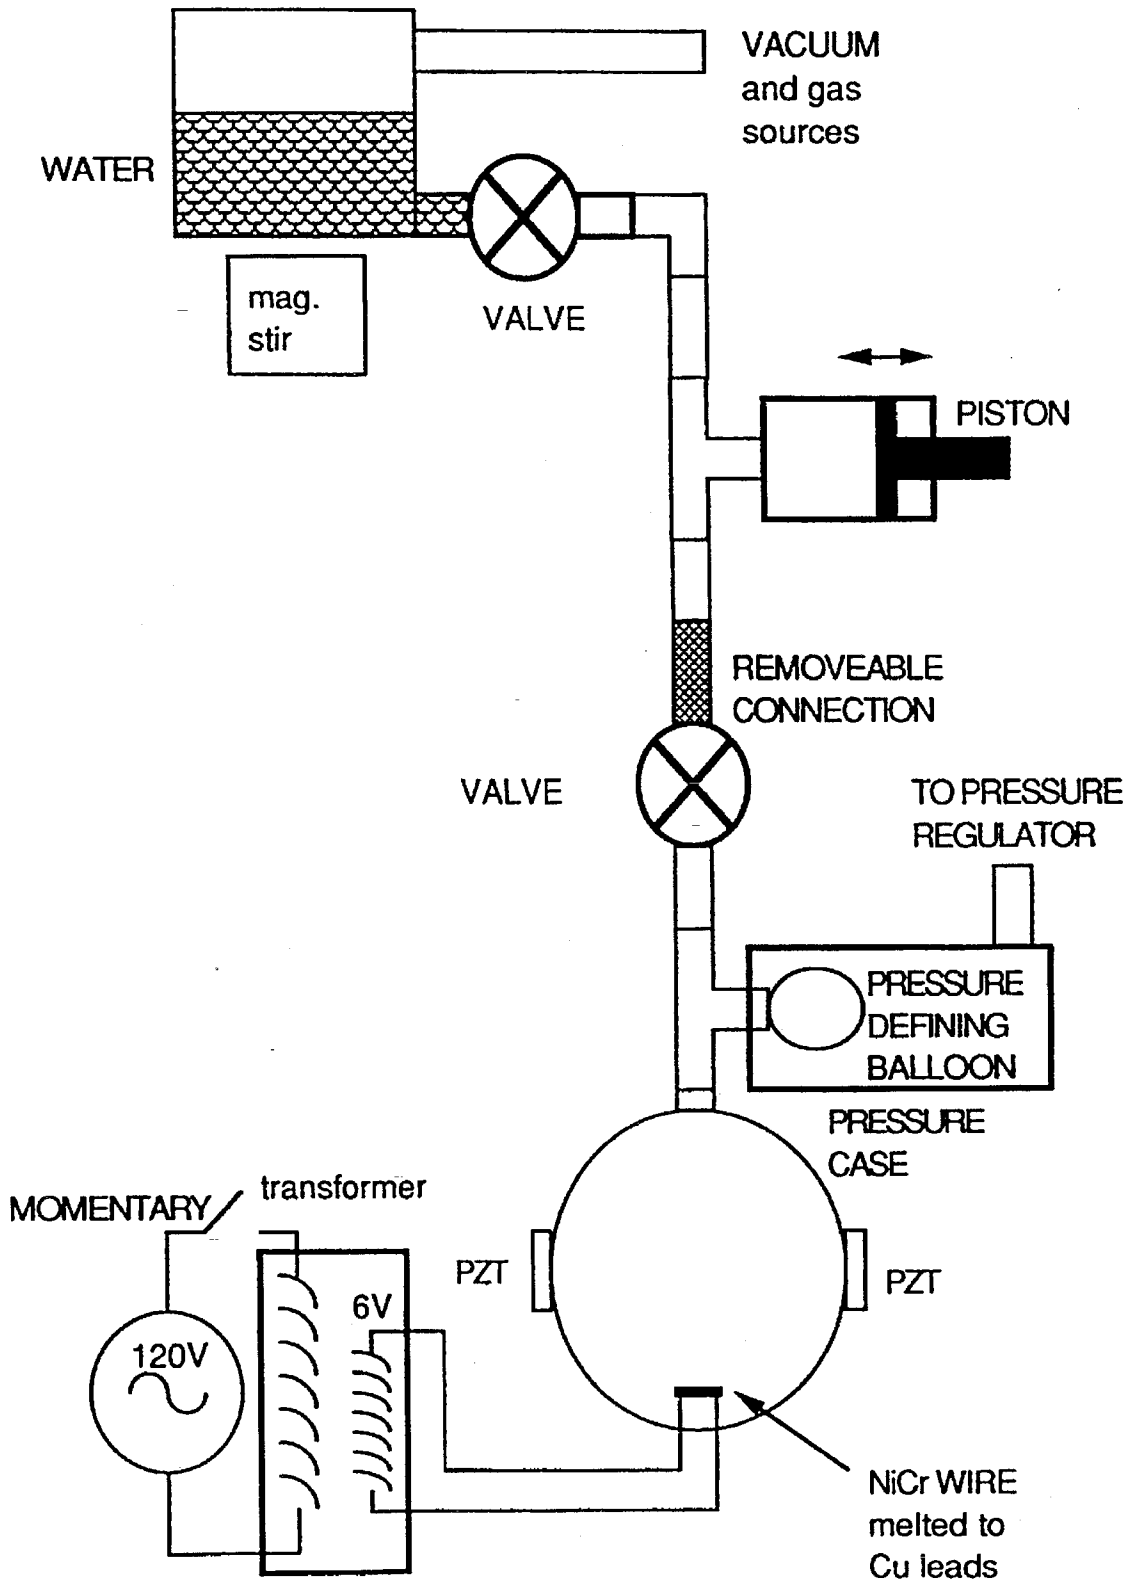 VACUUM
and gas
sources
WATER
mag.
stir
VALVE
PISTON
REMOVEABLE
CONNECTION
VALVE
TO PRESSURE
REGULATOR
PRESSURE
DEFINING
BALLOON
PRESSURE
CASE
MOMENTARY
transformer
PZT
PZT
6V
120V
NiCr WIRE
melted to
Cu leads